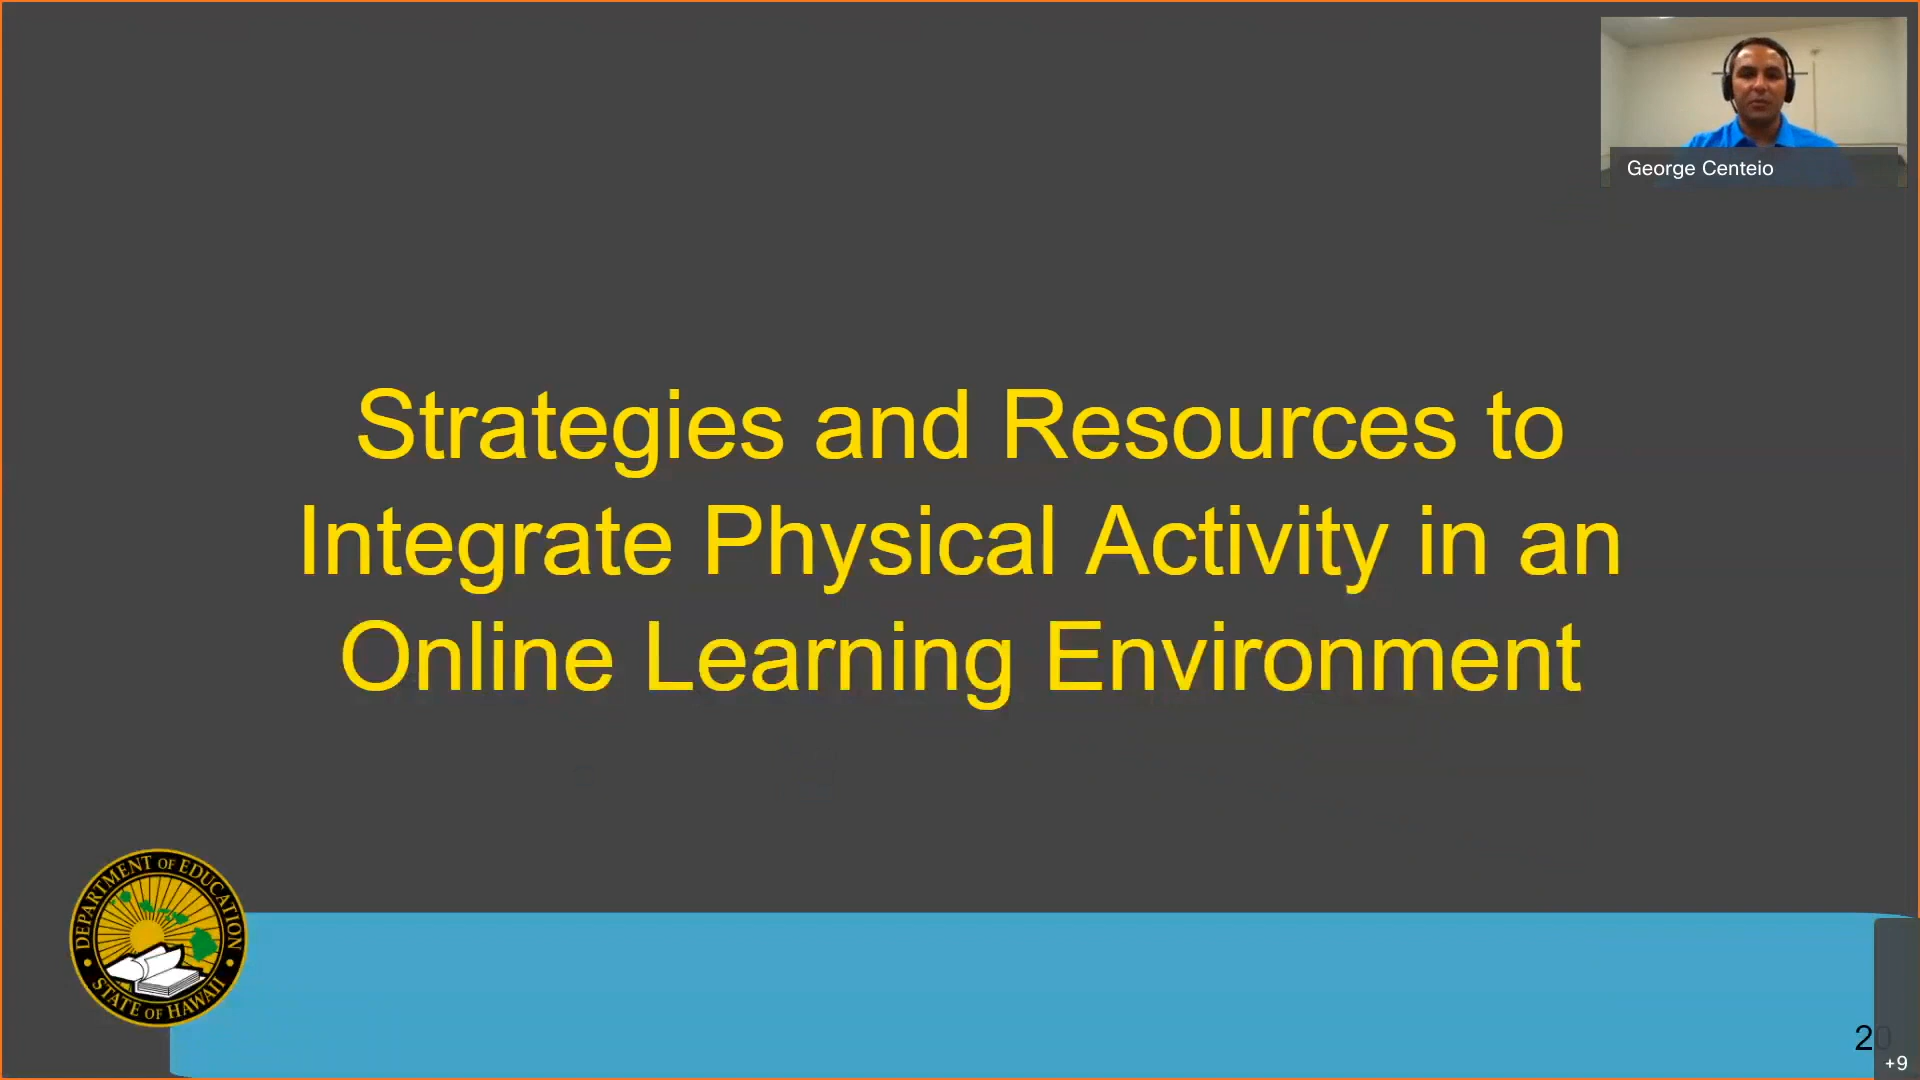 George Centeio
Strategies and Resources to
Integrate Physical Activity in an
Online Learning Environment
DEPARTMENT OF EDUCATION
STATE OF HAWAII
20
+9